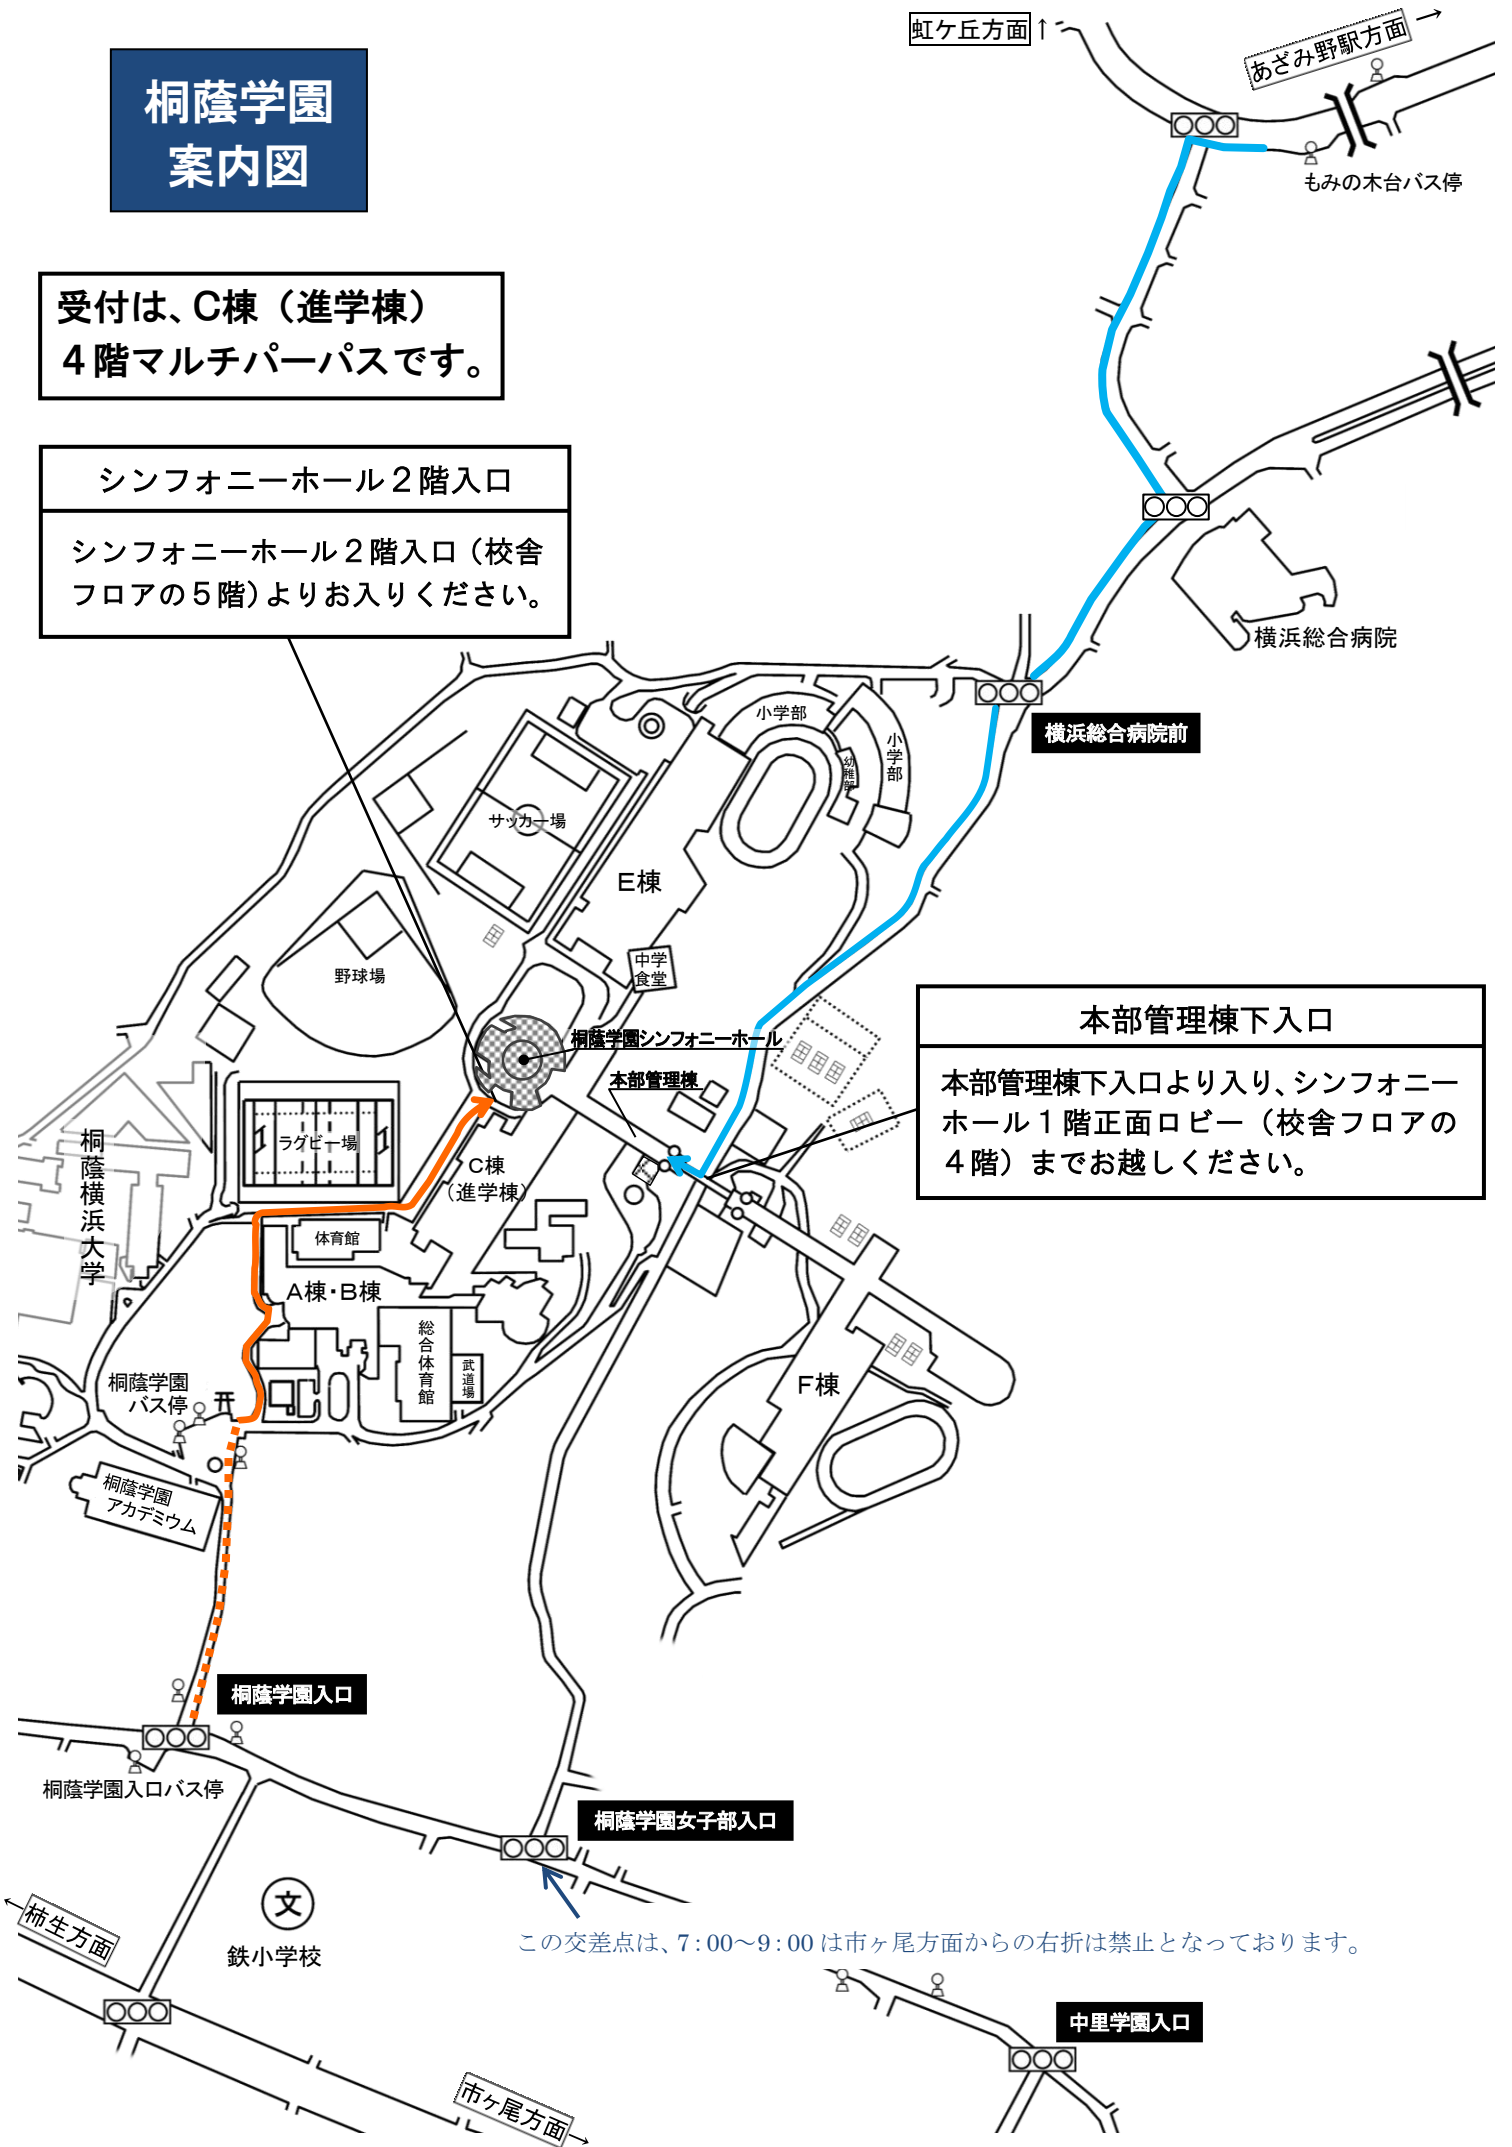 虹ケ丘方面 ↑
あざみ野駅方面 →
桐蔭学園
案内図
もみの木台バス停
受付は、C棟（進学棟）
４階マルチパーパスです。
シンフォニーホール２階入口
シンフォニーホール２階入口（校舎
フロアの５階）よりお入りください。
横浜総合病院
横浜総合病院前
小学部
小学部
幼稚部
サッカー場
E棟
中学
食堂
野球場
桐蔭学園シンフォニーホール
本部管理棟
本部管理棟下入口
本部管理棟下入口より入り、シンフォニー
ホール１階正面ロビー（校舎フロアの
４階）までお越しください。
ラグビー場
桐蔭横浜大学
C棟
（進学棟）
体育館
A棟・B棟
総合体育館
武道場
F棟
桐蔭学園
バス停
桐蔭学園
アカデミウム
桐蔭学園入口
桐蔭学園入口バス停
桐蔭学園女子部入口
文
鉄小学校
←柿生方面
この交差点は、7：00～9：00 は市ヶ尾方面からの右折は禁止となっております。
中里学園入口
市ヶ尾方面→